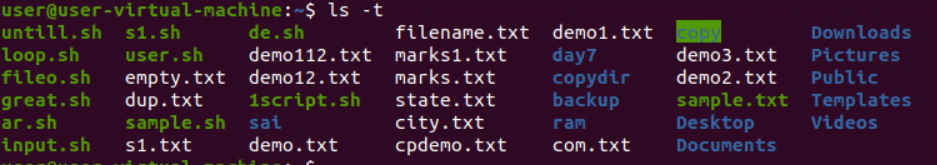 user@user-virtual-machine:~$ ls -t
untill.sh s1.sh de.sh filename.txt demo1.txt copy Downloads
loop.sh user.sh demo112.txt marks1.txt day7 demo3.txt Pictures
fileo.sh empty.txt demo12.txt marks.txt copydir demo2.txt Public
great.sh dup.txt 1script.sh state.txt backup sample.txt Templates
ar.sh sample.sh sai city.txt ram Desktop Videos
input.sh s1.txt demo.txt cpdemo.txt com.txt Documents
user@user-virtual-machine:~$